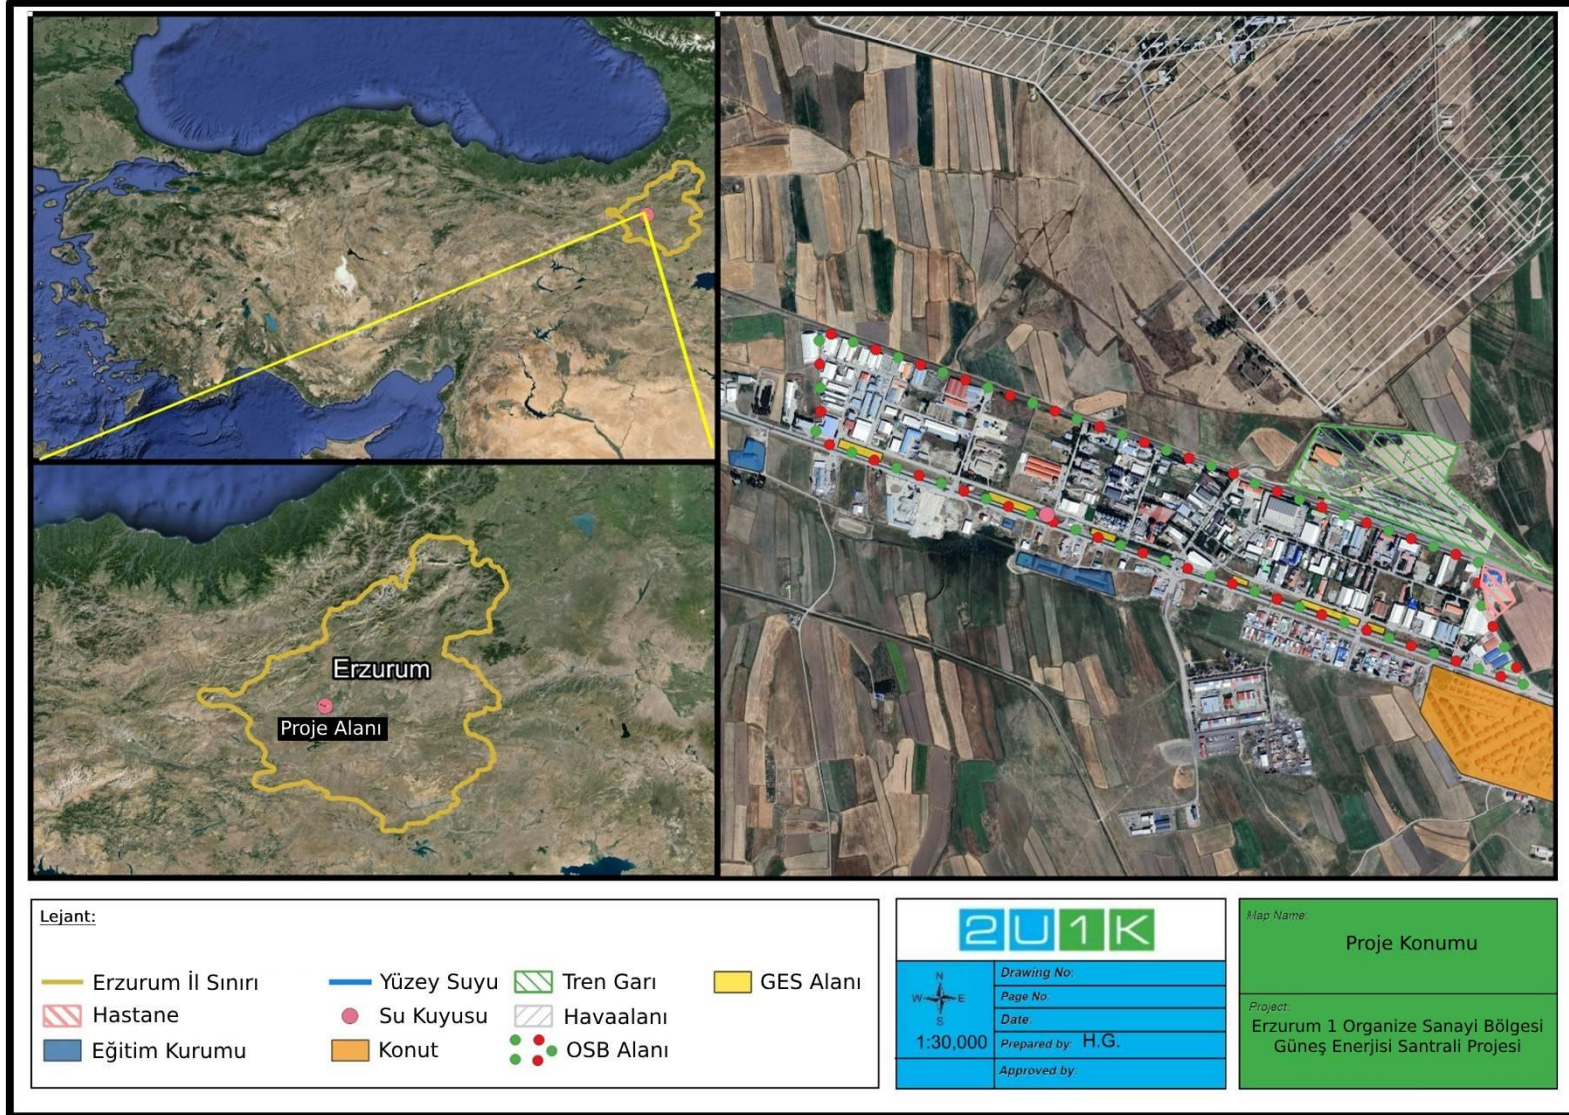 Erzurum
Proje Alanı
Lejant:
Erzurum İl Sınırı
Yüzey Suyu
Tren Garı
GES Alanı
Hastane
Su Kuyusu
Havaalanı
Eğitim Kurumu
Konut
OSB Alanı
2U1K
N
W E
S
1:30,000
Drawing No:
Page No:
Date:
Prepared by: H.G.
Approved by:
Map Name:
Proje Konumu
Project:
Erzurum 1 Organize Sanayi Bölgesi
Güneş Enerjisi Santrali Projesi